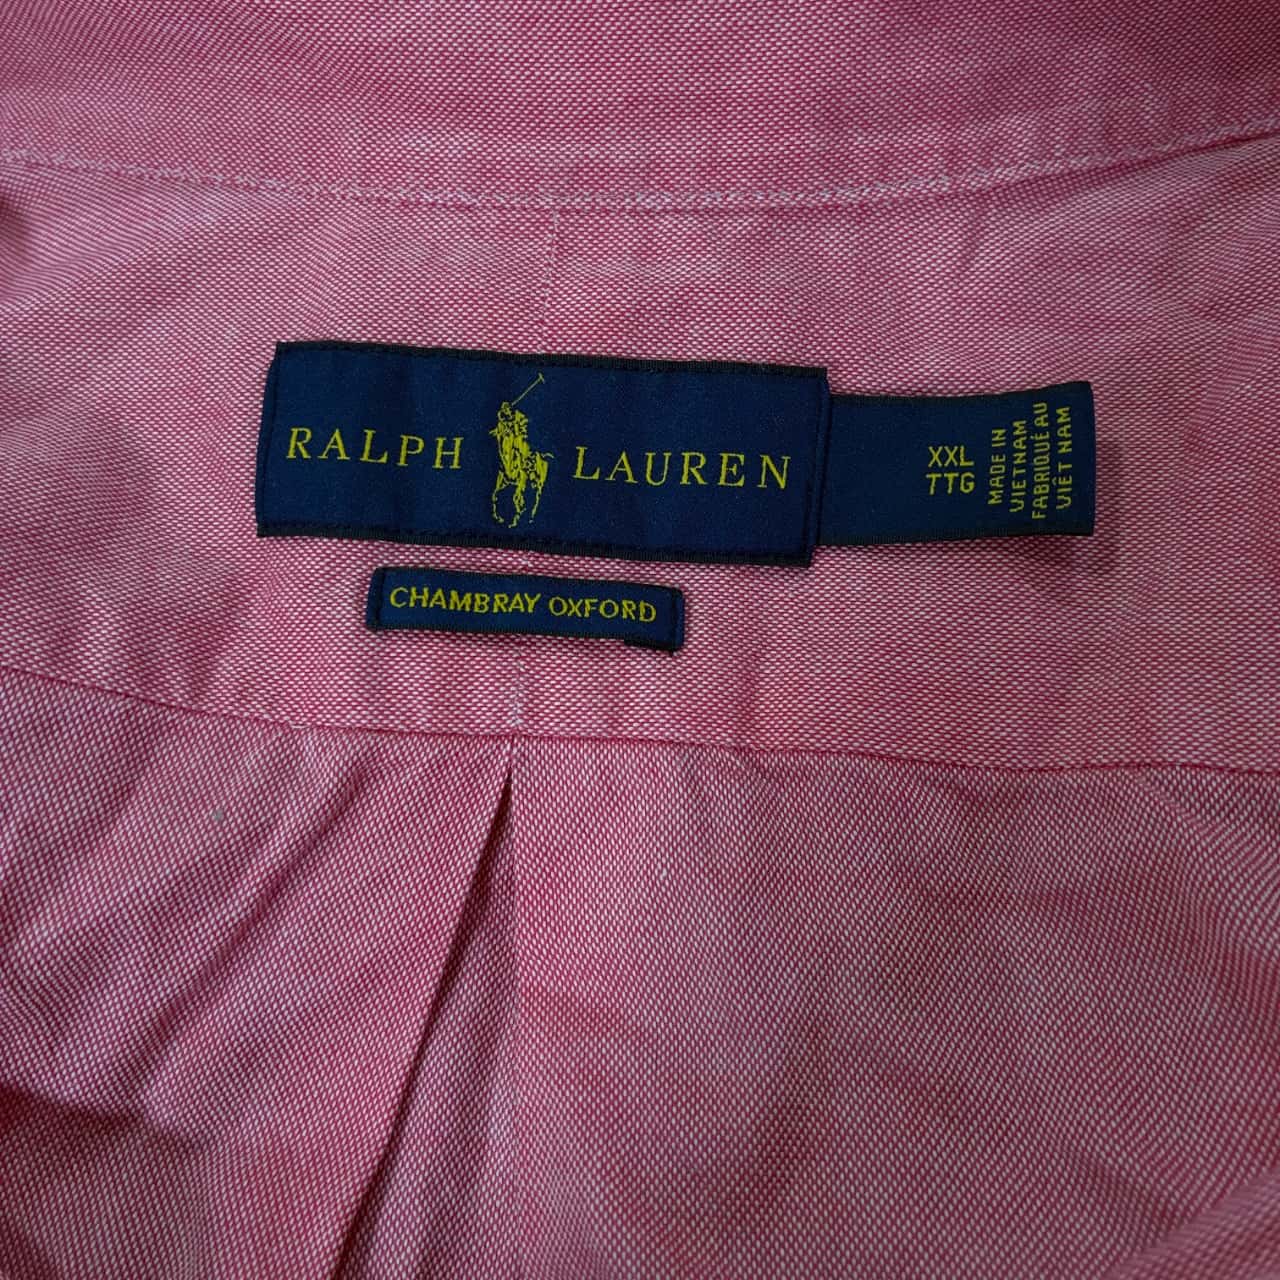 RALPH LAUREN
CHAMBRAY OXFORD
XXL
TTG
MADE IN
VIETNAM
FABRIQUÉ AU
VIÊT NAM